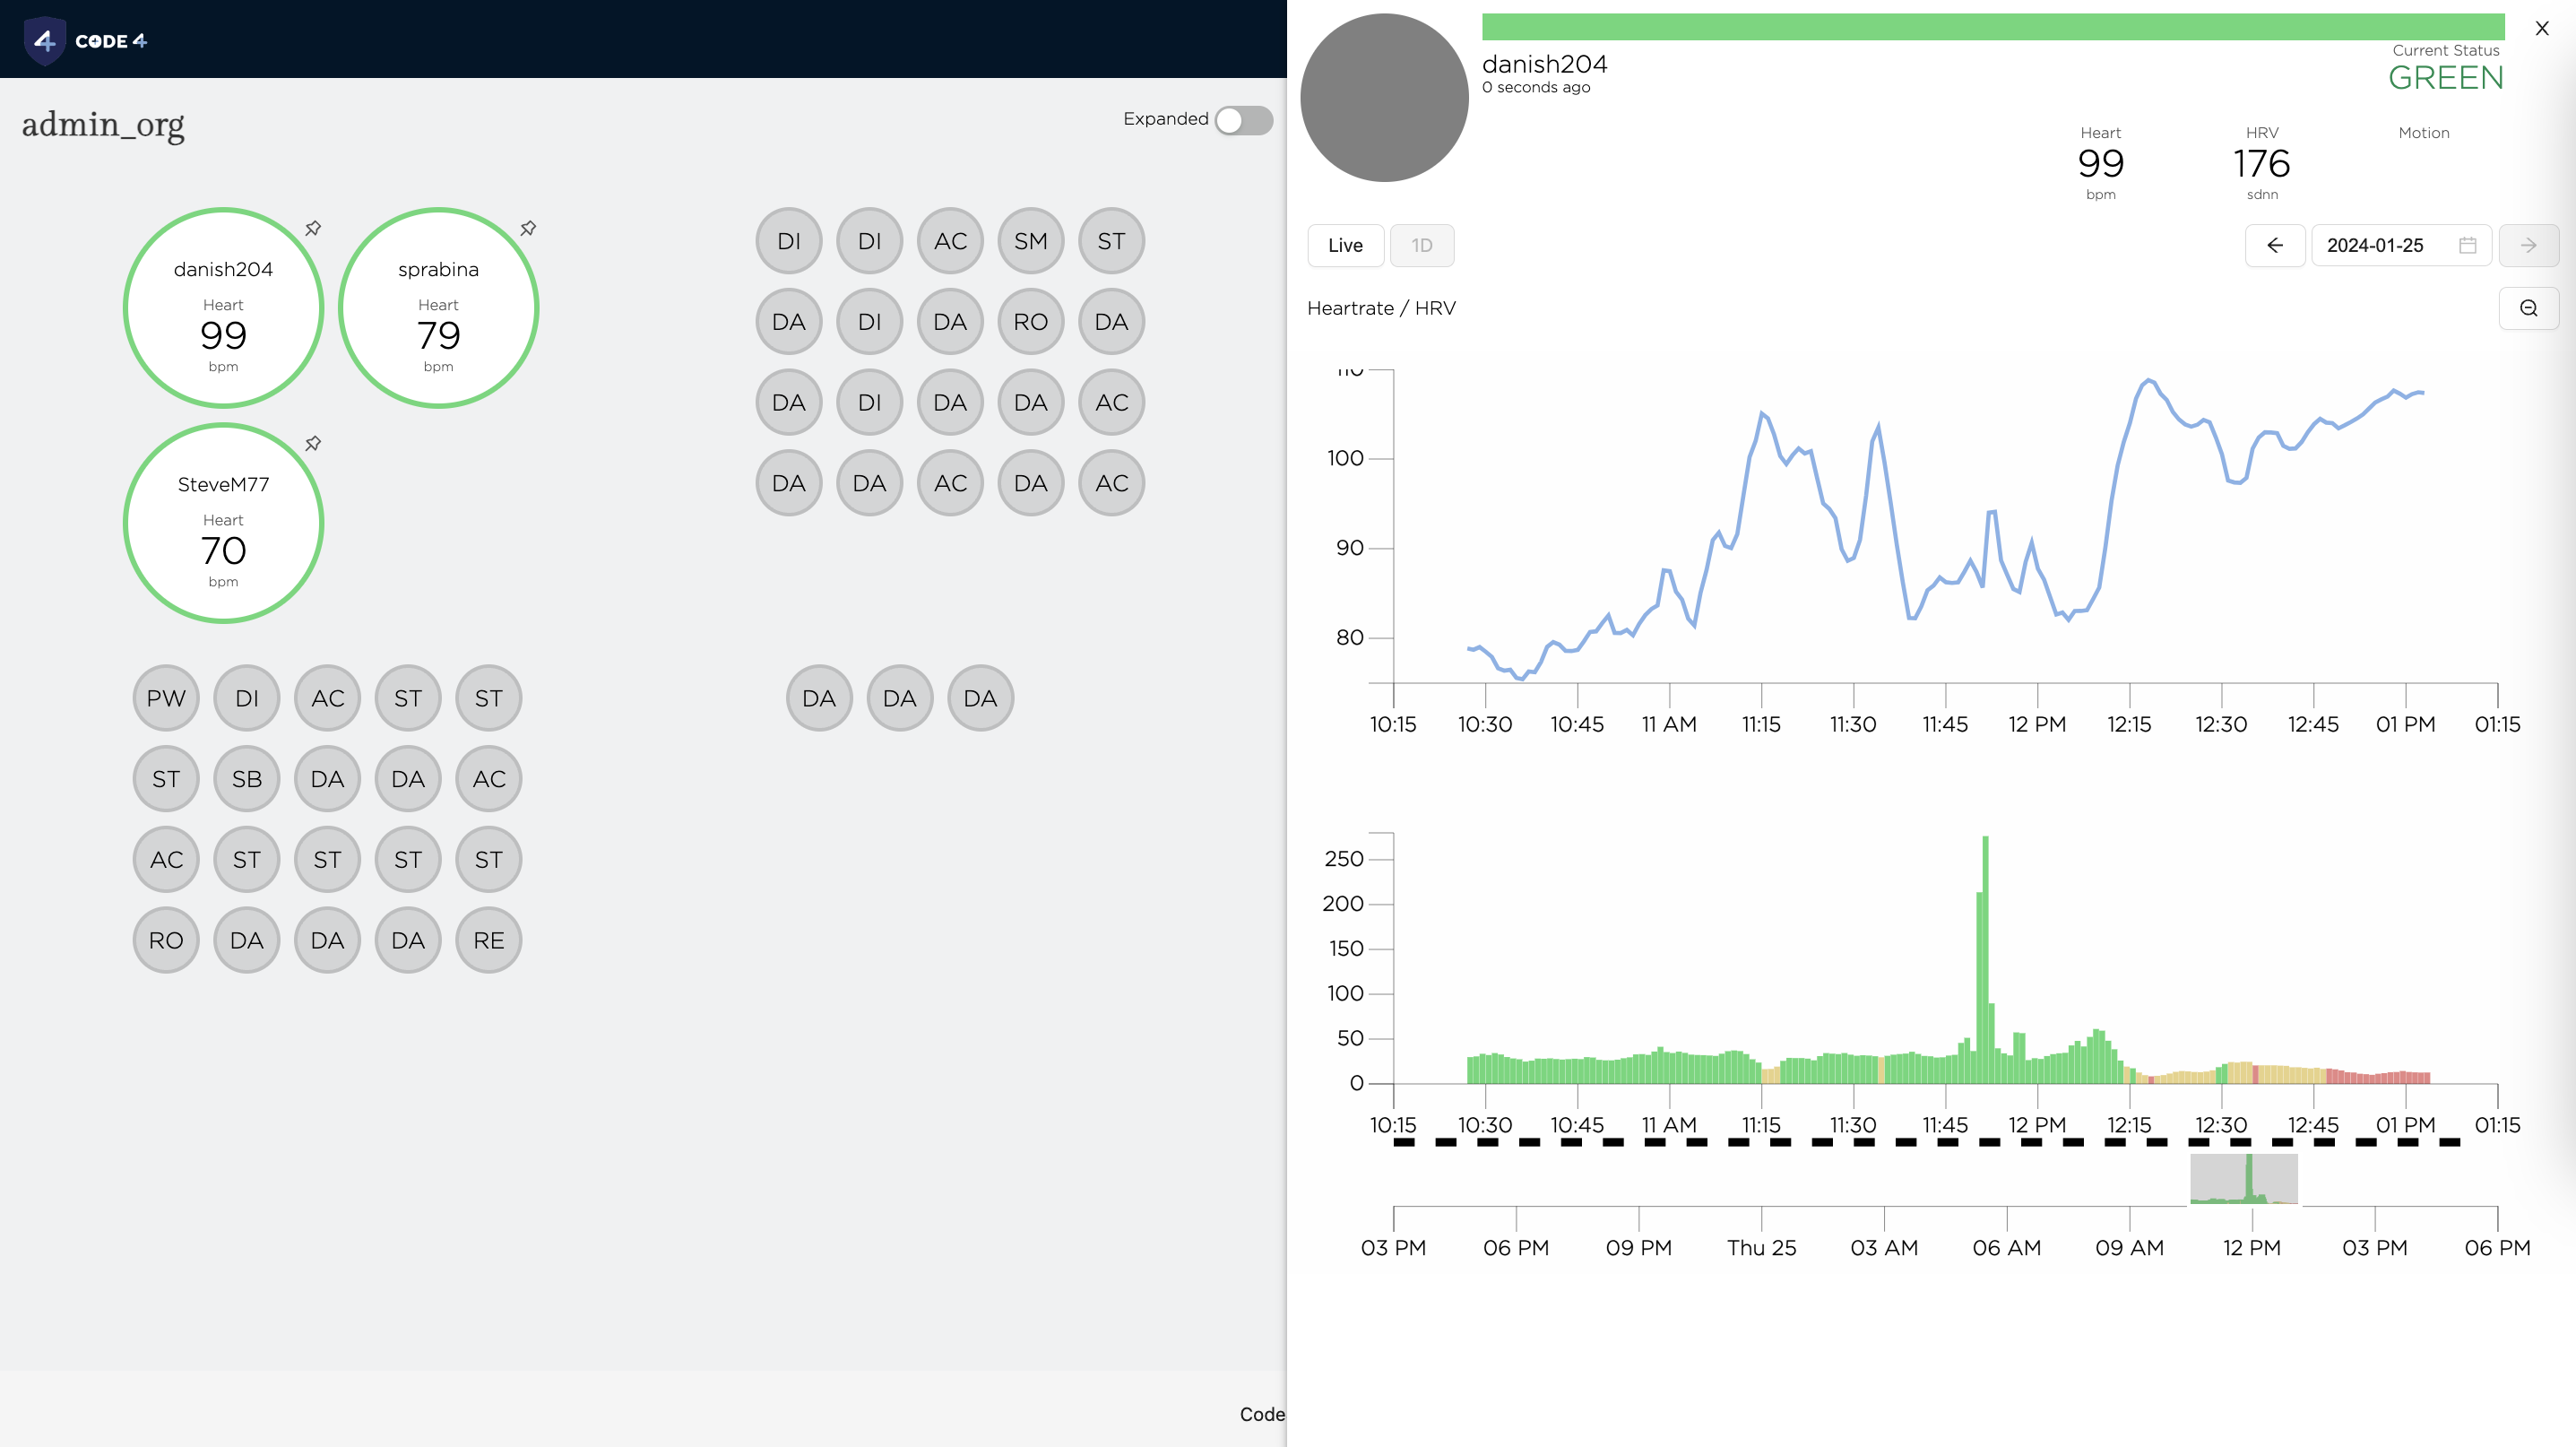 4 CODE 4
admin_org
Expanded
danish204
Heart
99
bpm
sprabina
Heart
79
bpm
SteveM77
Heart
70
bpm
DI DI AC SM ST
DA DI DA RO DA
DA DI DA DA AC
DA DA AC DA AC
PW DI AC ST ST
ST SB DA DA AC
AC ST ST ST ST
RO DA DA DA RE
DA DA DA
Code
X
danish204
0 seconds ago
Current Status
GREEN
Heart
99
bpm
HRV
176
sdnn
Motion
Live 1D
2024-01-25
Heartrate / HRV
110
100
90
80
10:15 10:30 10:45 11 AM 11:15 11:30 11:45 12 PM 12:15 12:30 12:45 01 PM 01:15
250
200
150
100
50
0
10:15 10:30 10:45 11 AM 11:15 11:30 11:45 12 PM 12:15 12:30 12:45 01 PM 01:15
03 PM 06 PM 09 PM Thu 25 03 AM 06 AM 09 AM 12 PM 03 PM 06 PM